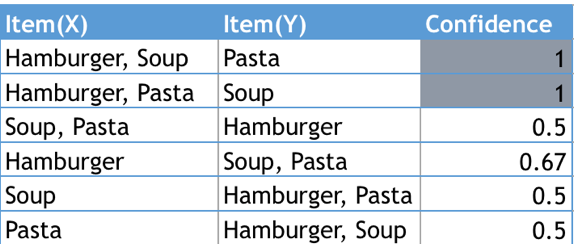 Item(X) Item(Y) Confidence
Hamburger, Soup Pasta 1
Hamburger, Pasta Soup 1
Soup, Pasta Hamburger 0.5
Hamburger Soup, Pasta 0.67
Soup Hamburger, Pasta 0.5
Pasta Hamburger, Soup 0.5